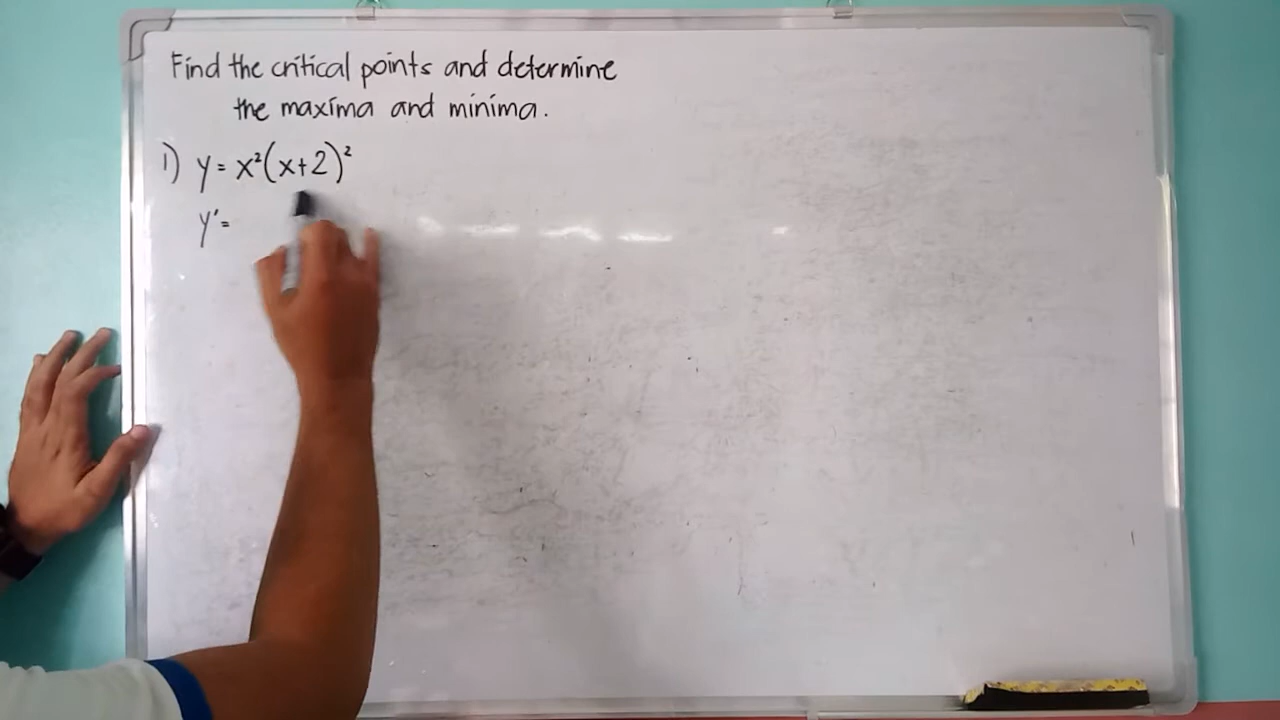 Find the critical points and determine
the maxima and minima.
1) y = x²(x+2)²
y' =